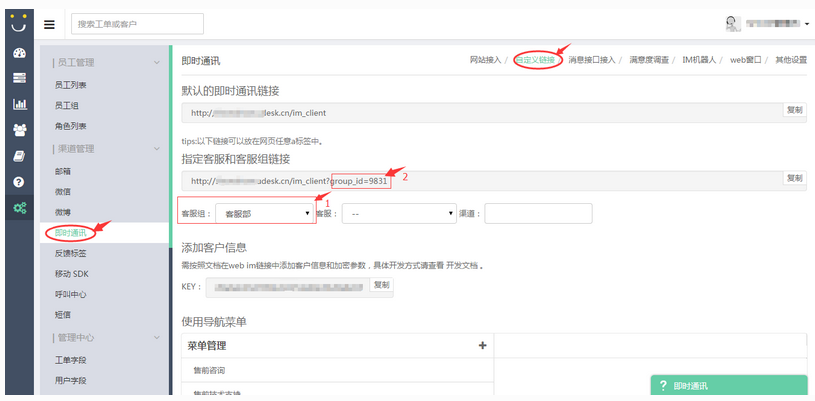 搜索工单或客户
员工管理
员工列表
员工组
角色列表
渠道管理
邮箱
微信
微博
即时通讯
反馈标签
移动 SDK
呼叫中心
短信
管理中心
工单字段
用户字段
即时通讯
网站接入 / 自定义链接 / 消息接口接入 / 满意度调查 / IM机器人 / web窗口 / 其他设置
默认的即时通讯链接
http:/ desk.cn/im_client 复制
tips:以下链接可以放在网页任意a标签中。
指定客服和客服组链接
http:// adesk.cn/im_client?group_id=9831 复制
2
1
客服组： 客服部 客服： -- 渠道：
添加客户信息
需按照文档在web im链接中添加客户信息和加密参数，具体开发方式请查看 开发文档 。
KEY： 复制
使用导航菜单
菜单管理 +
售前咨询
售前技术支持
? 即时通讯